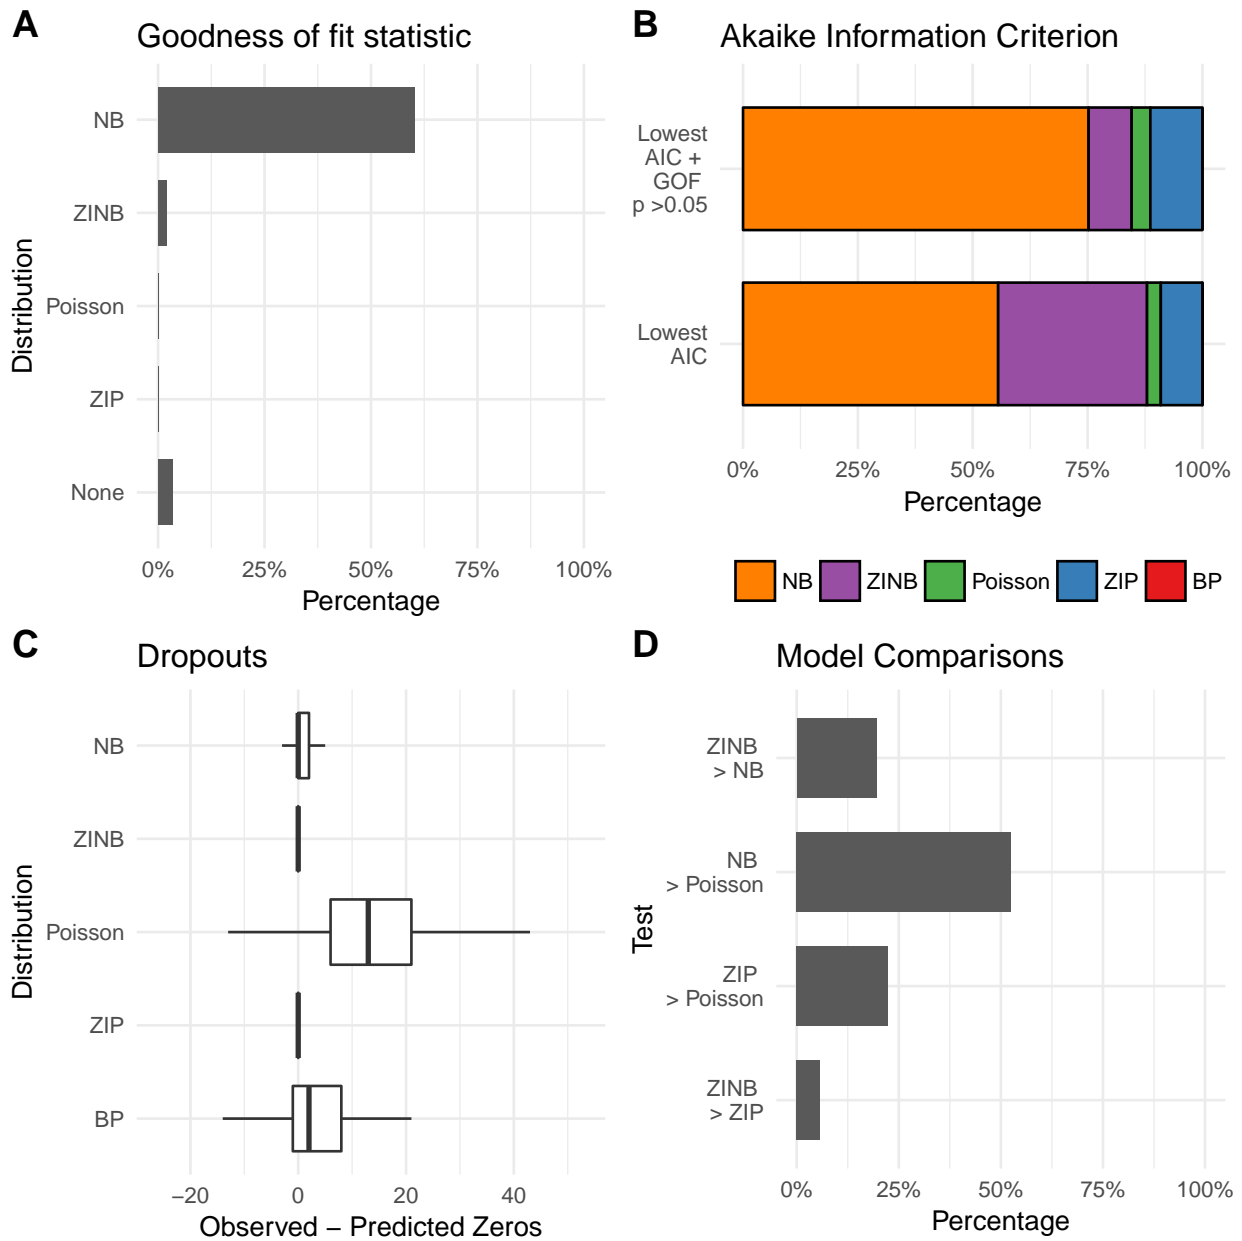 A
Goodness of fit statistic
Distribution
NB
ZINB
Poisson
ZIP
None
0% 25% 50% 75% 100%
Percentage
B
Akaike Information Criterion
Lowest
AIC +
GOF
p >0.05
Lowest
AIC
0% 25% 50% 75% 100%
Percentage
NB ZINB Poisson ZIP BP
C
Dropouts
Distribution
NB
ZINB
Poisson
ZIP
BP
−20 0 20 40
Observed − Predicted Zeros
D
Model Comparisons
Test
ZINB
> NB
NB
> Poisson
ZIP
> Poisson
ZINB
> ZIP
0% 25% 50% 75% 100%
Percentage